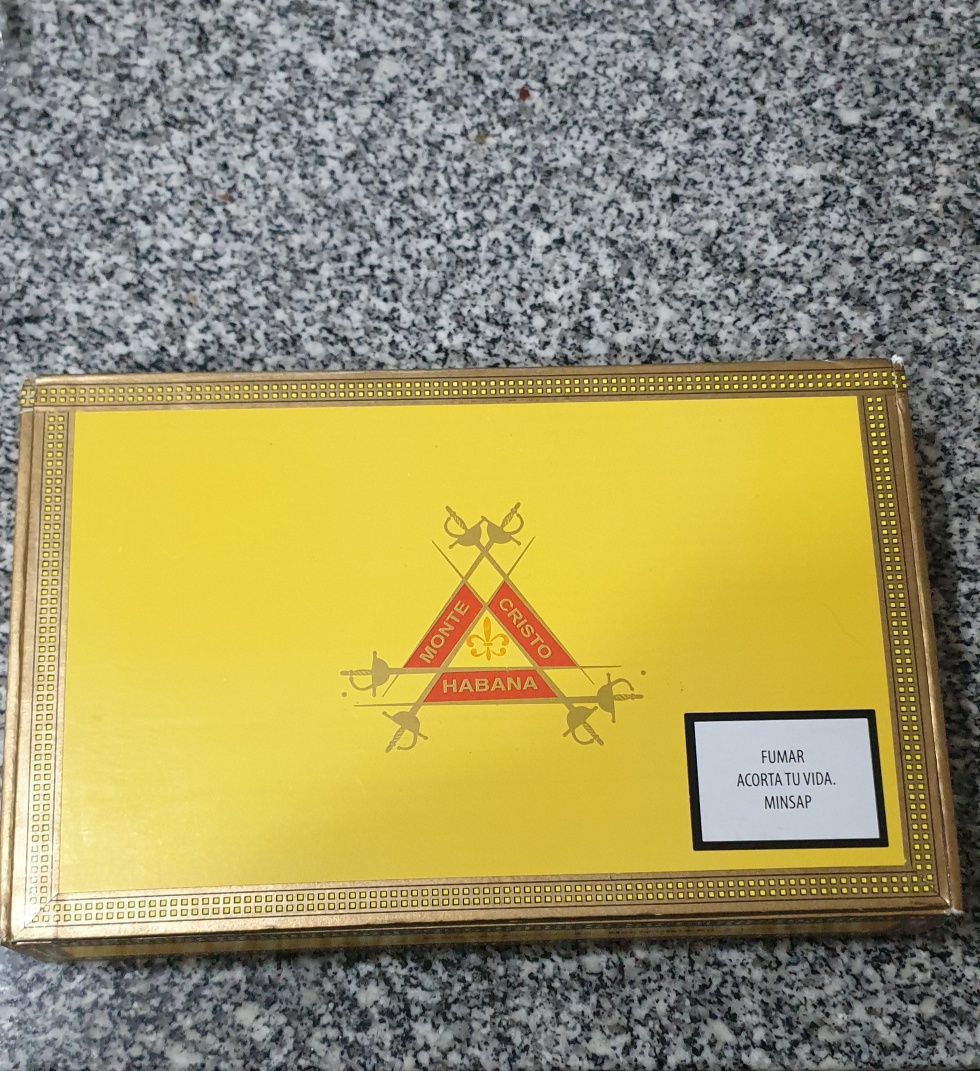 MONTE
CRISTO
HABANA
FUMAR
ACORTA TU VIDA.
MINSAP